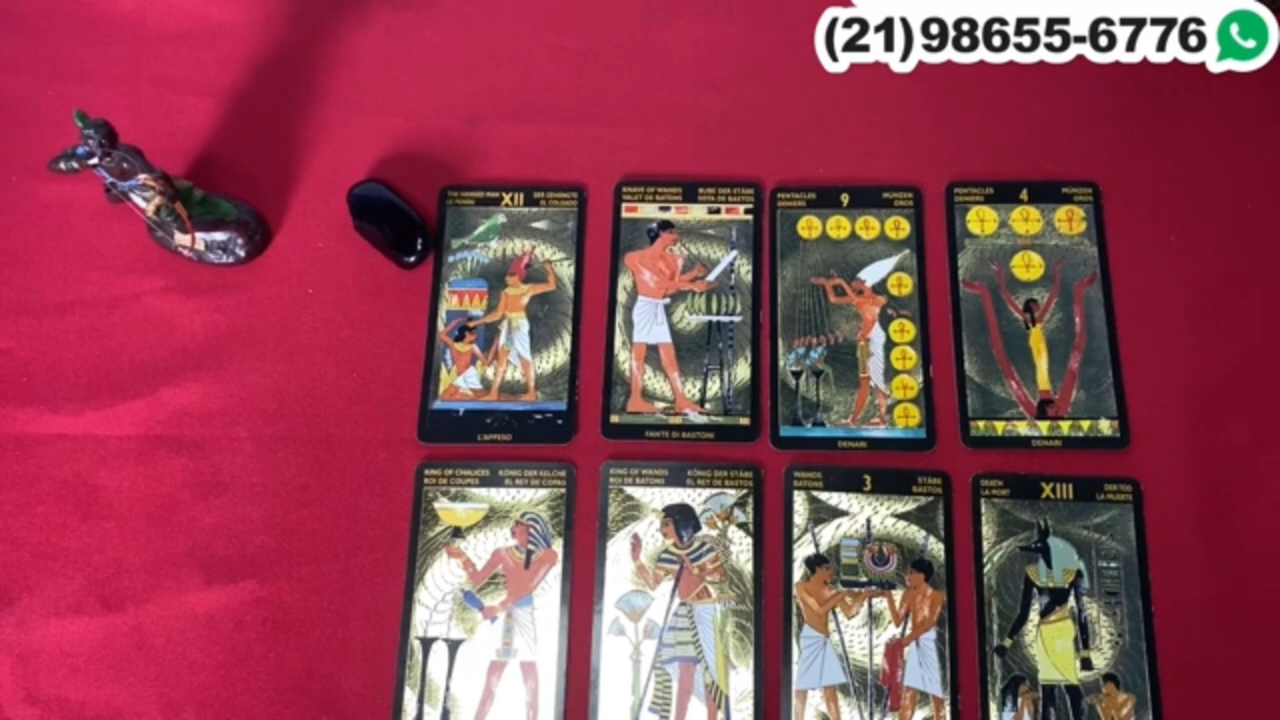 (21)98655-6776
THE HANGED MAN XII DER GEHÄNGTE
LE PENDU EL COLGADO
L'APPESO
KNAVE OF WANDS BUBE DER STÄBE
VALET DE BATONS SOTA DE BASTOS
FANTE DI BASTONI
PENTACLES 9 MÜNZEN
DENIERS OROS
DENARI
PENTACLES 4 MÜNZEN
DENIERS OROS
DENARI
KING OF CHALICES KÖNIG DER KELCHE
ROI DE COUPES EL REY DE COPAS
KING OF WANDS KÖNIG DER STÄBE
ROI DE BATONS EL REY DE BASTOS
WANDS 3 STÄBE
BATONS BASTOS
DEATH XIII DER TOD
LA MORT LA MUERTE